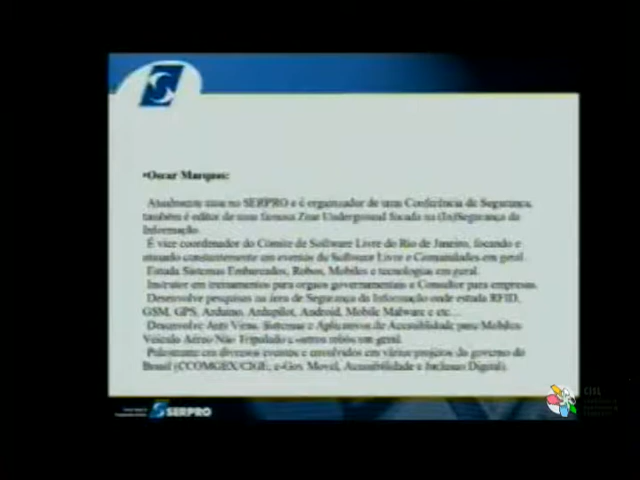 •Oscar Marques:
Atualmente atua no SERPRO e é organizador de uma Conferência de Segurança,
também é editor de uma famosa Zine Underground focada na (In)Segurança da
Informação.
É vice coordenador do Comite de Software Livre do Rio de Janeiro, focando e
atuando constantemente em eventos de Software Livre e Comunidades em geral.
Estuda Sistemas Embarcados, Robos, Mobiles e tecnologias em geral.
Instrutor em treinamentos para orgaos governamentais e Consultor para empresas.
Desenvolve pesquisas na área de Segurança da Informação onde estuda RFID,
GSM, GPS, Arduino, Ardupilot, Android, Mobile Malware e etc...
Desenvolve Anti Virus, Sistemas e Aplicativos de Acessibilidade para Mobiles
Veiculo Aéreo Não Tripulado e outros robos em geral.
Palestrante em diversos eventos e envolvido em vários projetos do governo do
Brasil (CCOMGEX/CIGE, e-Gov Movel, Acessibilidade e Inclusao Digital).
SERPRO